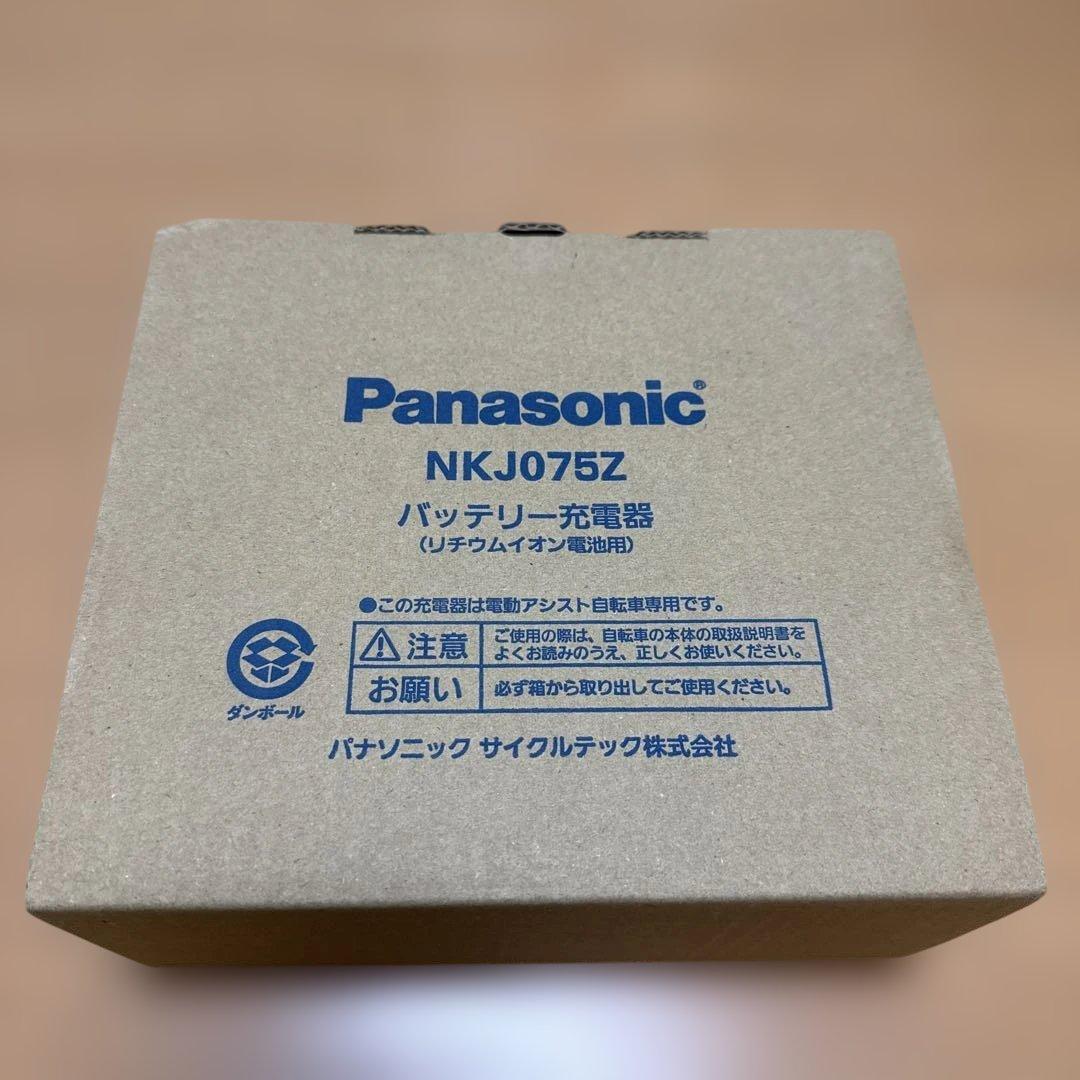 Panasonic®
NKJ075Z
バッテリー充電器
(リチウムイオン電池用)
●この充電器は電動アシスト自転車専用です。
注意
ご使用の際は、自転車の本体の取扱説明書を
よくお読みのうえ、正しくお使いください。
お願い
必ず箱から取り出してご使用ください。
ダンボール
パナソニック サイクルテック株式会社